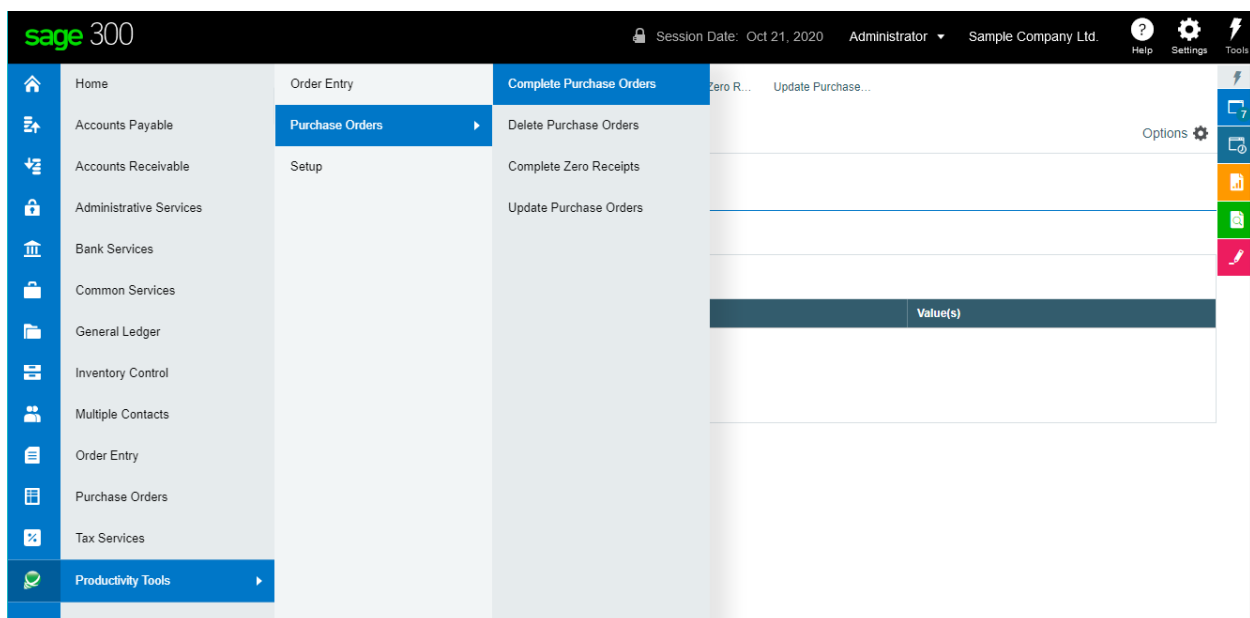 sage 300
Session Date: Oct 21, 2020 Administrator Sample Company Ltd. ? Help Settings Tools
Home
Accounts Payable
Accounts Receivable
Administrative Services
Bank Services
Common Services
General Ledger
Inventory Control
Multiple Contacts
Order Entry
Purchase Orders
Tax Services
Productivity Tools
Order Entry
Purchase Orders
Setup
Complete Purchase Orders
Delete Purchase Orders
Complete Zero Receipts
Update Purchase Orders
Zero R... Update Purchase...
Options
Value(s)
7